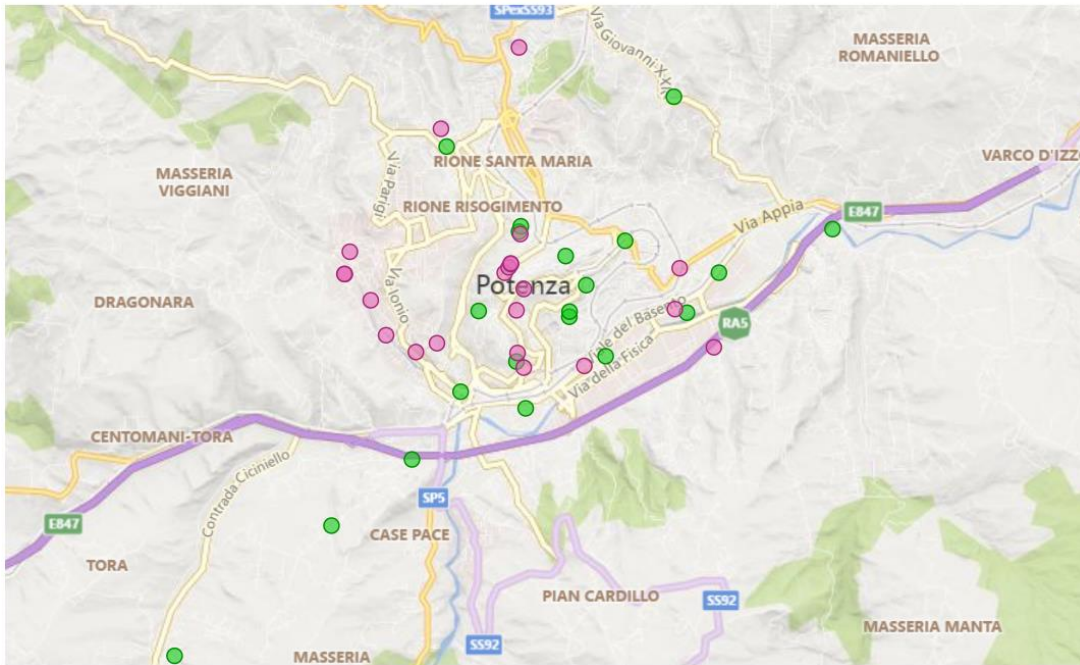 SPexSS93
Via Giovanni XXIII
MASSERIA
ROMANIELLO
RIONE SANTA MARIA
VARCO D'IZZO
MASSERIA
VIGGIANI
Via Parigi
RIONE RISOGIMENTO
Via Appia
E847
Potenza
DRAGONARA
Via Ionio
Viale del Basento
RA5
Via della Fisica
CENTOMANI-TORA
Contrada Ciciniello
SP5
E847
CASE PACE
TORA
PIAN CARDILLO
SS92
MASSERIA MANTA
SS92
MASSERIA